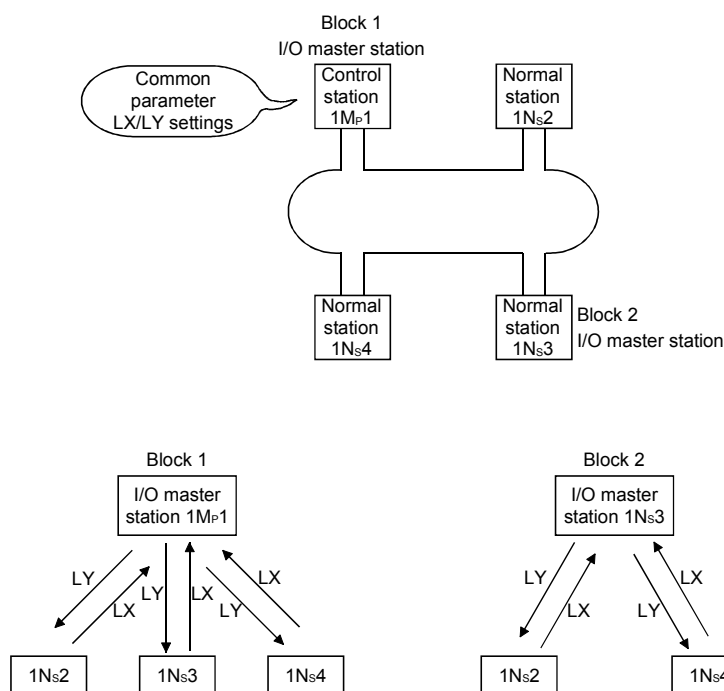 Block 1
I/O master station
Common
parameter
LX/LY settings
Control
station
1MP1
Normal
station
1NS2
Normal
station
1NS4
Normal
station
1NS3
Block 2
I/O master station
Block 1
I/O master
station 1MP1
LY
LX
LY
LX
LY
LX
1NS2
1NS3
1NS4
Block 2
I/O master
station 1NS3
LY
LX
LY
LX
1NS2
1NS4